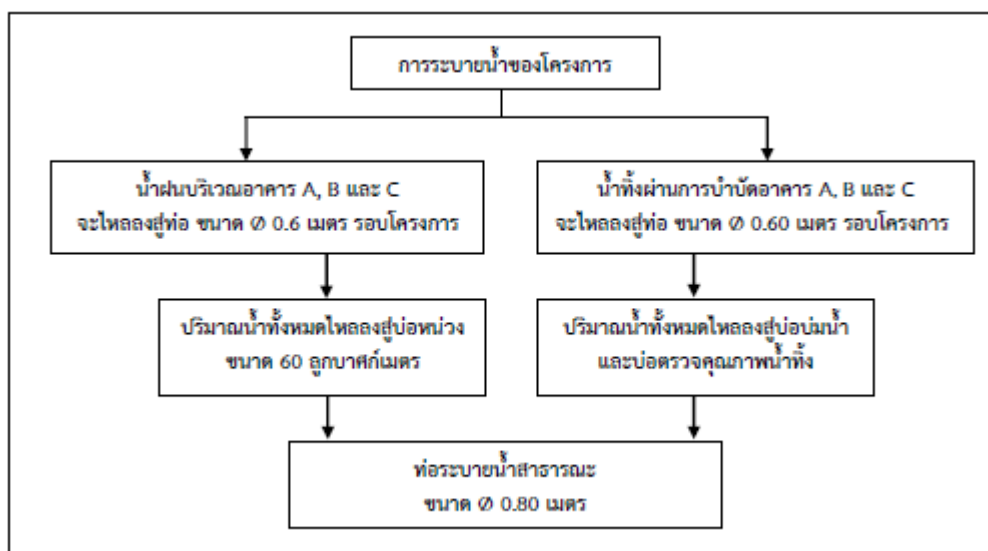 การระบายน้ำของโครงการ
น้ำฝนบริเวณอาคาร A, B และ C
จะไหลลงสู่ท่อ ขนาด Ø 0.6 เมตร รอบโครงการ
น้ำทิ้งผ่านการบำบัดอาคาร A, B และ C
จะไหลลงสู่ท่อ ขนาด Ø 0.60 เมตร รอบโครงการ
ปริมาณน้ำทั้งหมดไหลลงสู่บ่อหน่วง
ขนาด 60 ลูกบาศก์เมตร
ปริมาณน้ำทั้งหมดไหลลงสู่บ่อบ่มน้ำ
และบ่อตรวจคุณภาพน้ำทิ้ง
ท่อระบายน้ำสาธารณะ
ขนาด Ø 0.80 เมตร